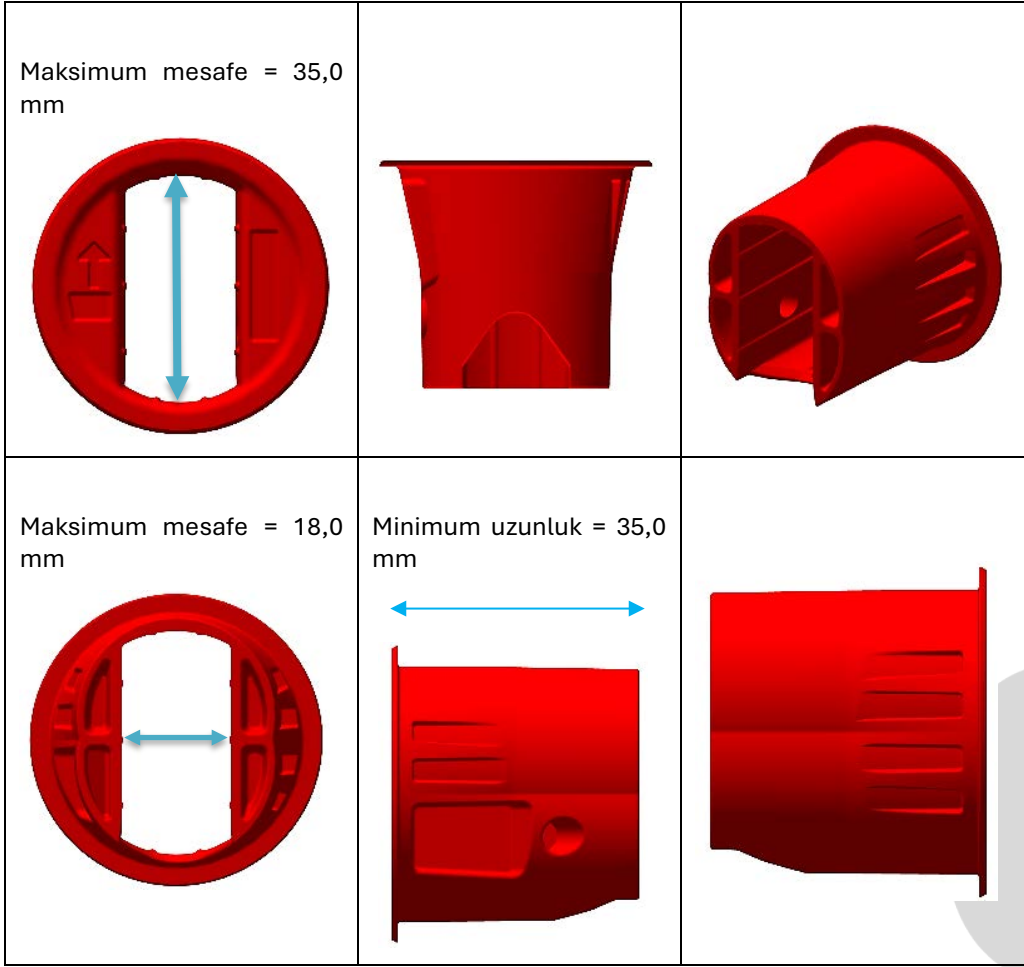 Maksimum mesafe = 35,0
mm
Maksimum mesafe = 18,0
mm
Minimum uzunluk = 35,0
mm